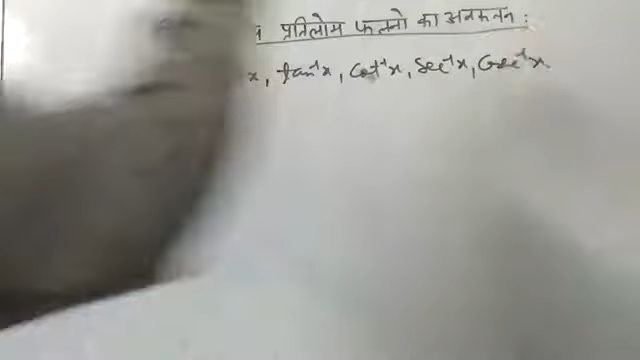 प्रतिलोम फलनो का अवकलन :
x, tan⁻¹x, Cot⁻¹x, Sec⁻¹x, Cosec⁻¹x